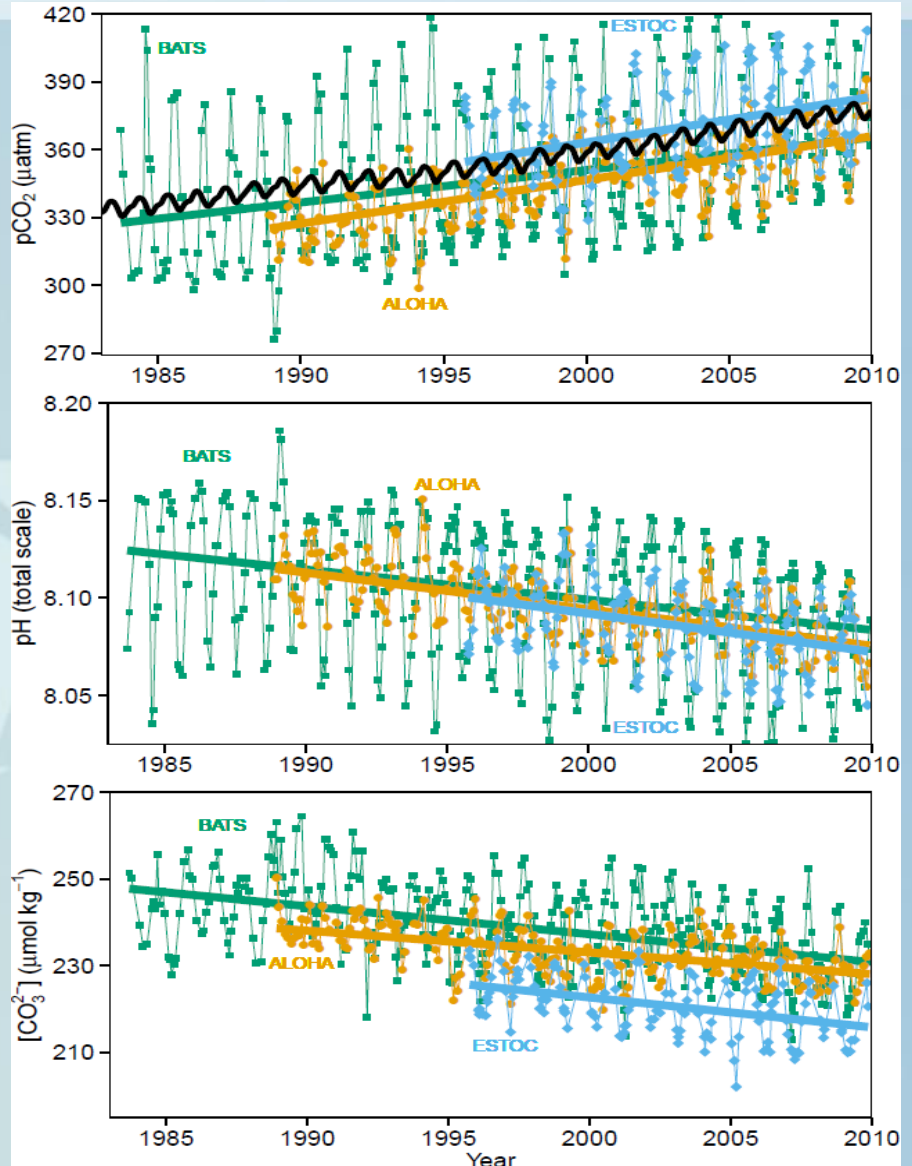 420
390
360
330
300
270
pCO₂ (µatm)
BATS
ESTOC
ALOHA
1985 1990 1995 2000 2005 2010
8.20
8.15
8.10
8.05
pH (total scale)
BATS
ALOHA
ESTOC
1985 1990 1995 2000 2005 2010
270
250
230
210
[CO₃²⁻] (µmol kg⁻¹)
BATS
ALOHA
ESTOC
1985 1990 1995 2000 2005 2010
Year